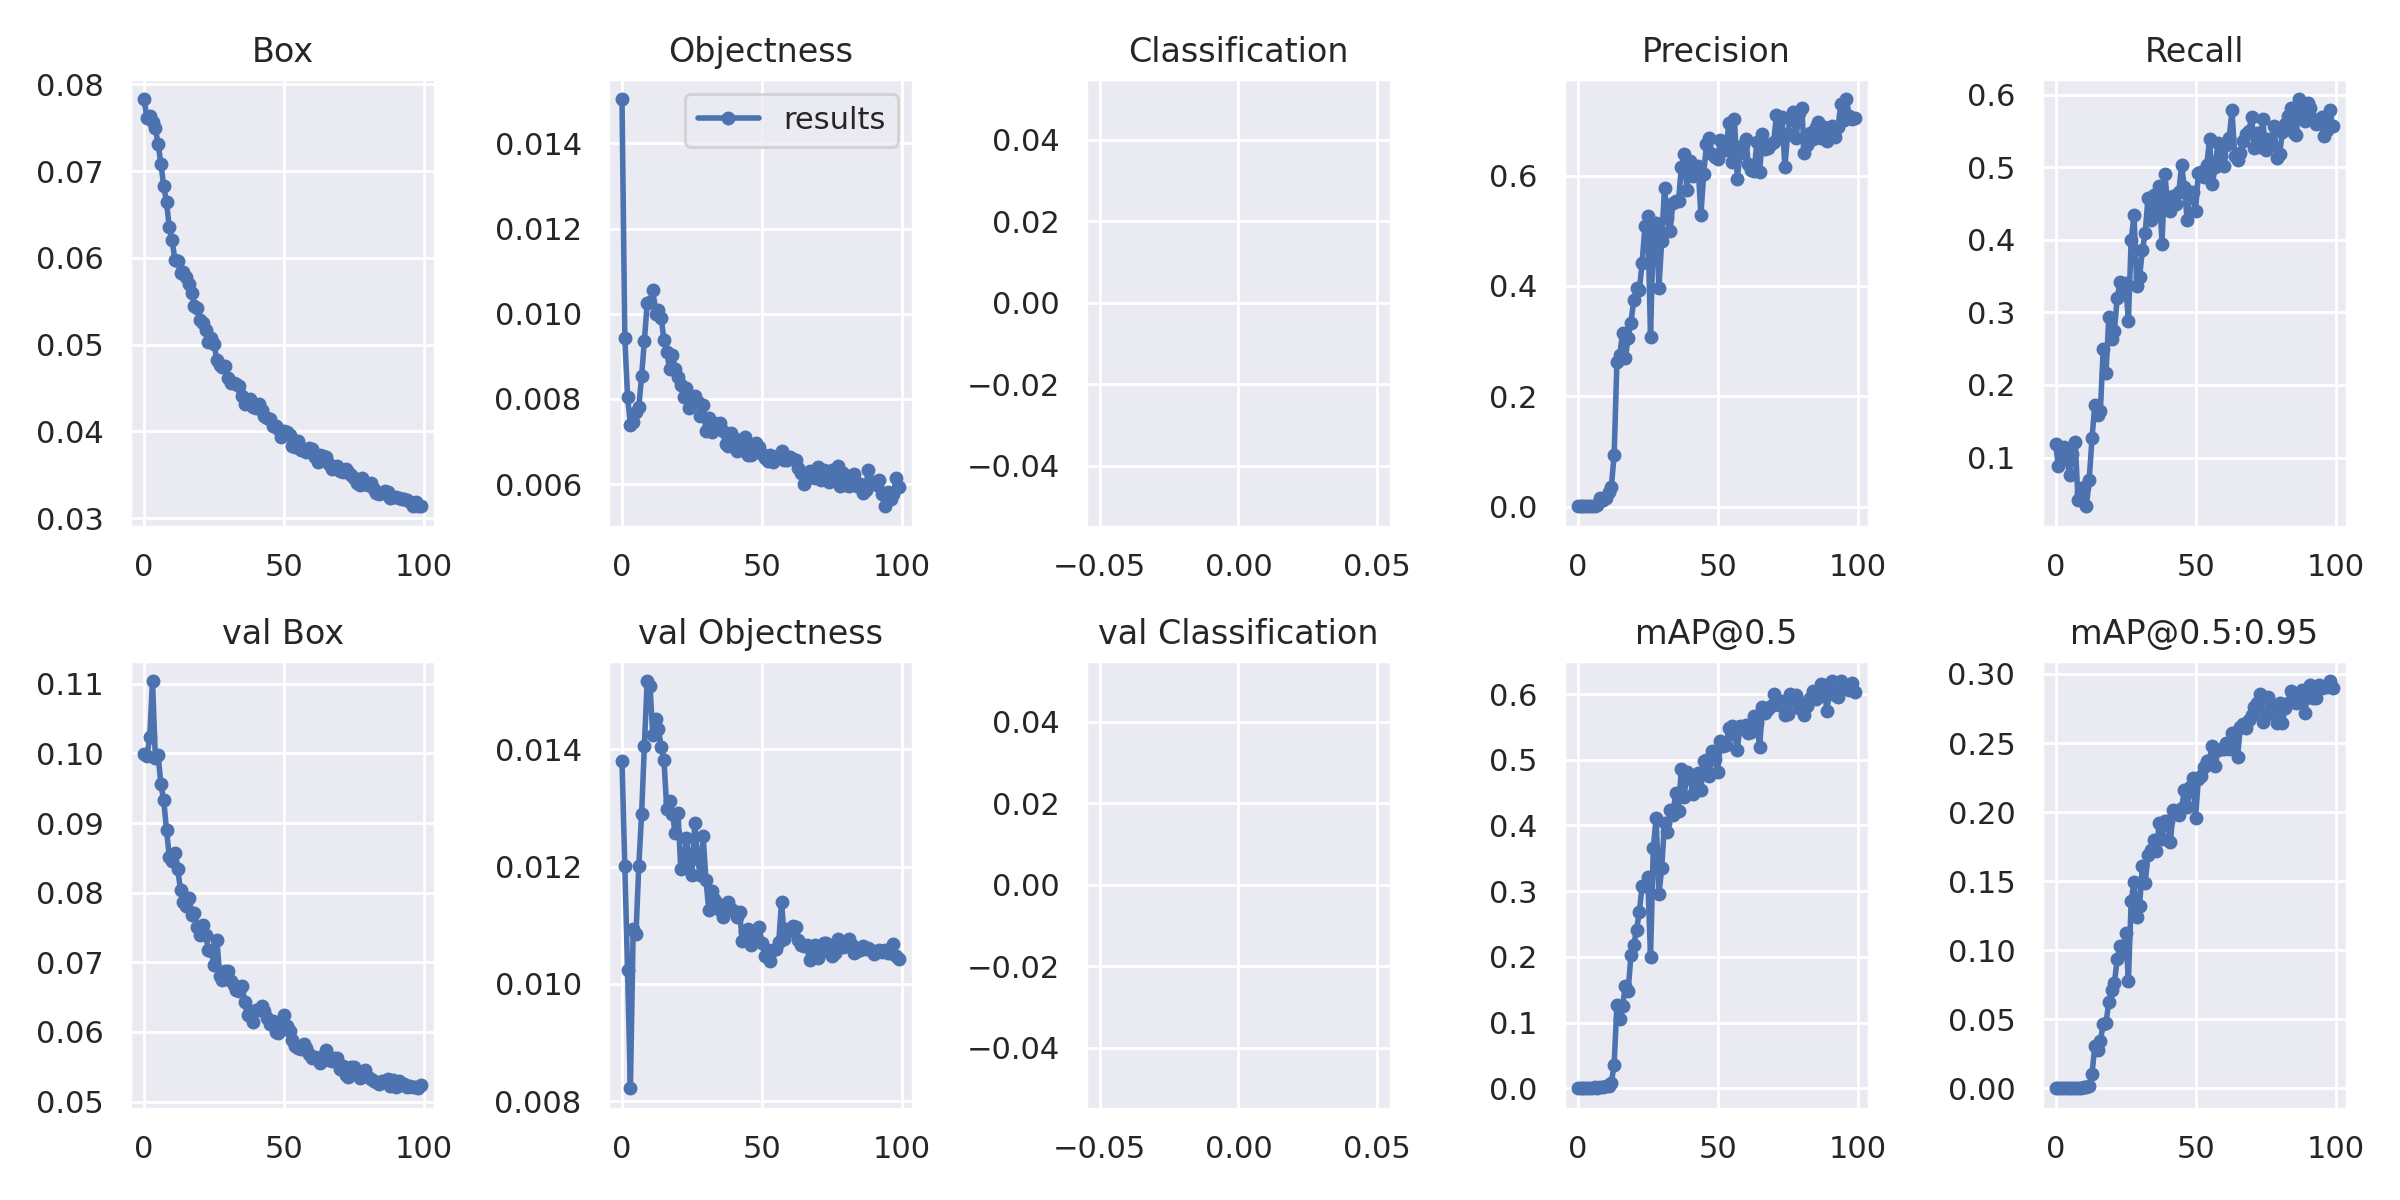 Box
0.08
0.07
0.06
0.05
0.04
0.03
0 50 100
Objectness
results
0.014
0.012
0.010
0.008
0.006
0 50 100
Classification
0.04
0.02
0.00
−0.02
−0.04
−0.05 0.00 0.05
Precision
0.6
0.4
0.2
0.0
0 50 100
Recall
0.6
0.5
0.4
0.3
0.2
0.1
0 50 100
val Box
0.11
0.10
0.09
0.08
0.07
0.06
0.05
0 50 100
val Objectness
0.014
0.012
0.010
0.008
0 50 100
val Classification
0.04
0.02
0.00
−0.02
−0.04
−0.05 0.00 0.05
mAP@0.5
0.6
0.5
0.4
0.3
0.2
0.1
0.0
0 50 100
mAP@0.5:0.95
0.30
0.25
0.20
0.15
0.10
0.05
0.00
0 50 100